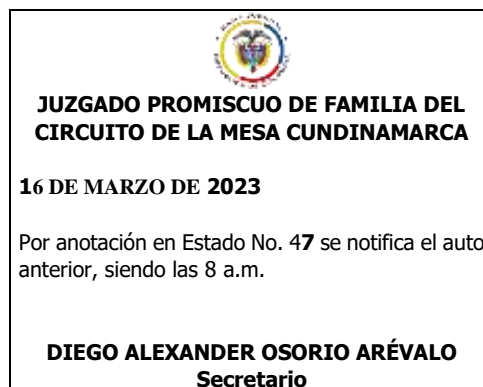 JUZGADO PROMISCUO DE FAMILIA DEL
CIRCUITO DE LA MESA CUNDINAMARCA
16 DE MARZO DE 2023
Por anotación en Estado No. 47 se notifica el auto
anterior, siendo las 8 a.m.
DIEGO ALEXANDER OSORIO ARÉVALO
Secretario